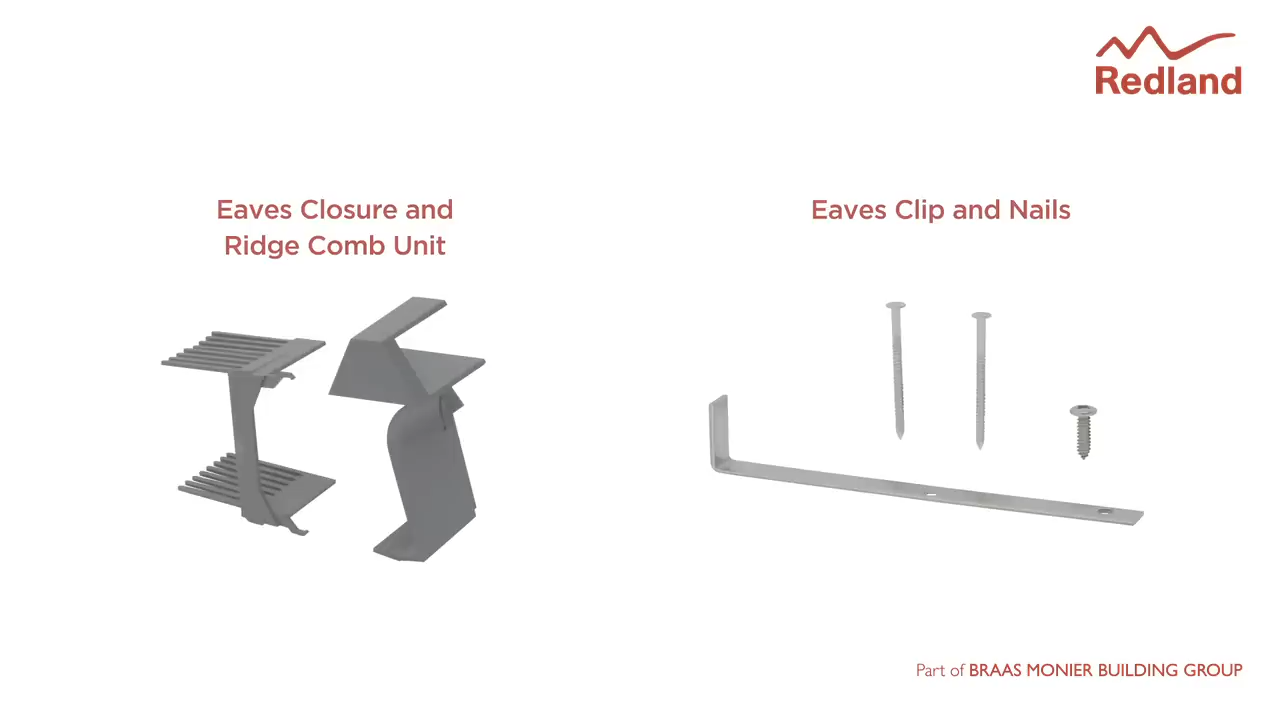 Redland
Eaves Closure and
Ridge Comb Unit
Eaves Clip and Nails
Part of BRAAS MONIER BUILDING GROUP